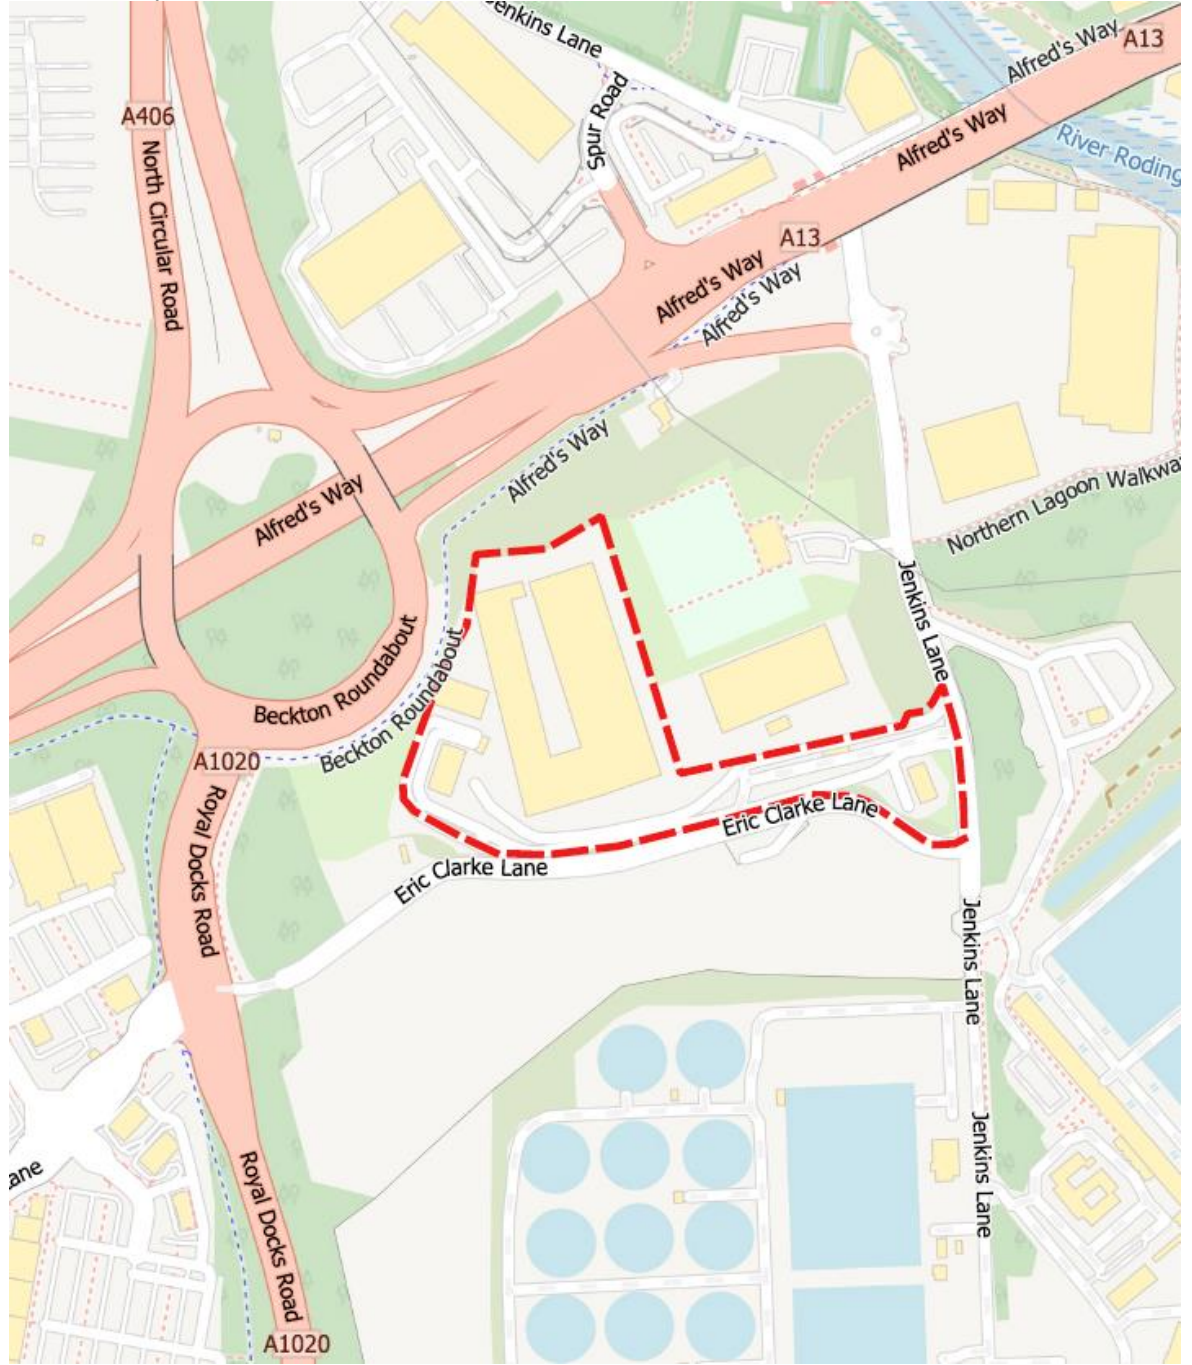 Jenkins Lane
A13
Alfred's Way
A406
Spur Road
Alfred's Way
River Roding
North Circular Road
A13
Alfred's Way
Alfred's Way
Alfred's Way
Northern Lagoon Walkwa
Alfred's Way
Jenkins Lane
Beckton Roundabout
Beckton Roundabout
A1020
Royal Docks Road
Eric Clarke Lane
Eric Clarke Lane
Jenkins Lane
Jenkins Lane
ane
Royal Docks Road
A1020